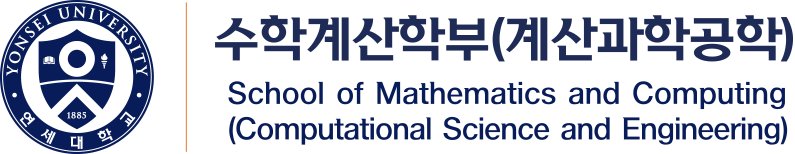 YONSEI UNIVERSITY
1885
연세대학교
수학계산학부(계산과학공학)
School of Mathematics and Computing
(Computational Science and Engineering)